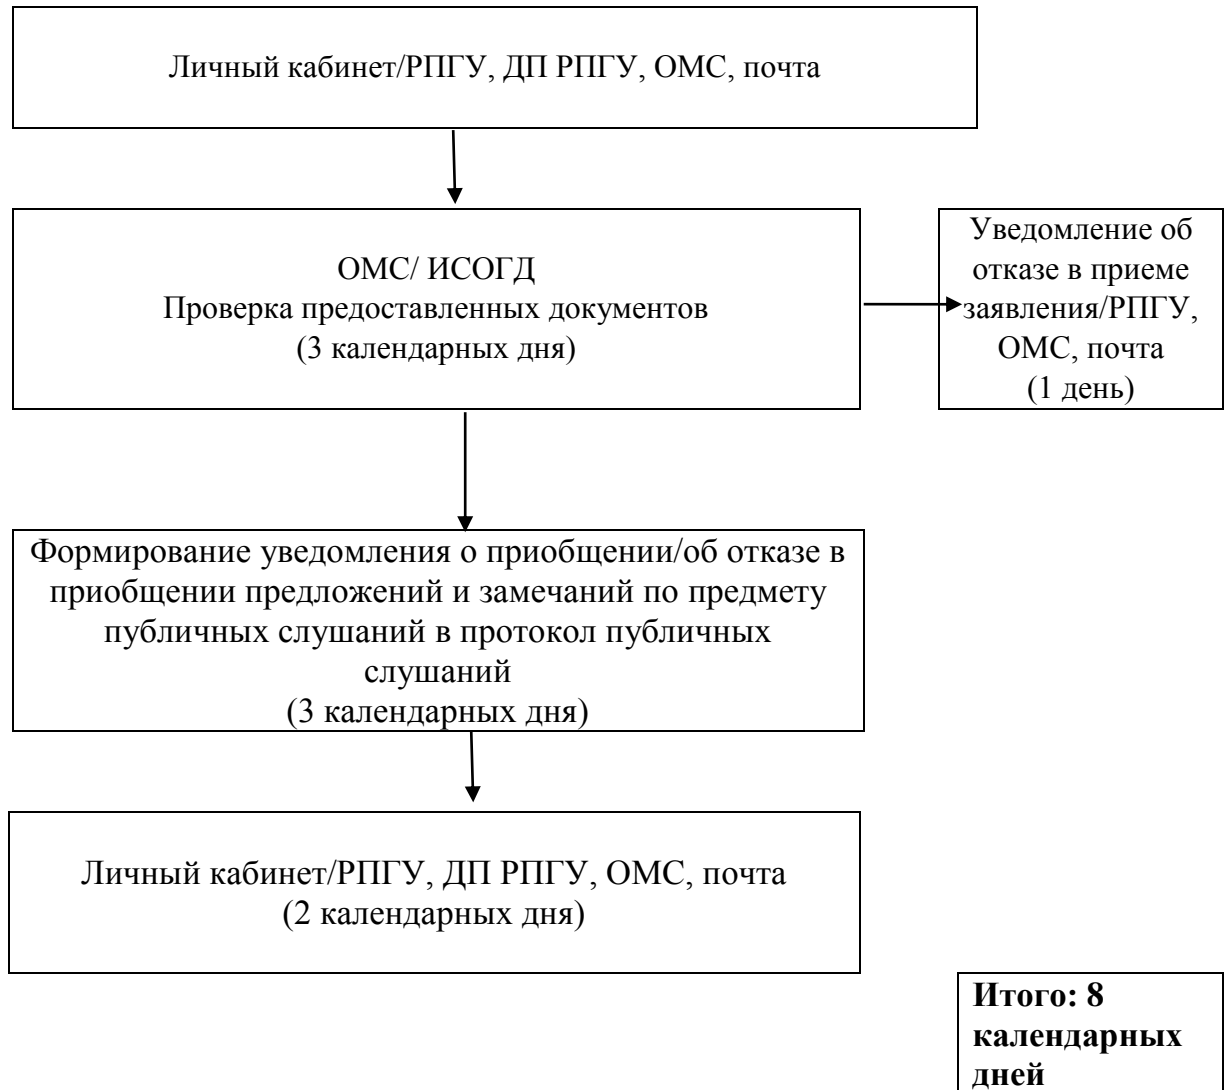 Личный кабинет/РПГУ, ДП РПГУ, ОМС, почта
ОМС/ ИСОГД
Проверка предоставленных документов
(3 календарных дня)
Уведомление об
отказе в приеме
заявления/РПГУ,
ОМС, почта
(1 день)
Формирование уведомления о приобщении/об отказе в
приобщении предложений и замечаний по предмету
публичных слушаний в протокол публичных
слушаний
(3 календарных дня)
Личный кабинет/РПГУ, ДП РПГУ, ОМС, почта
(2 календарных дня)
Итого: 8
календарных
дней